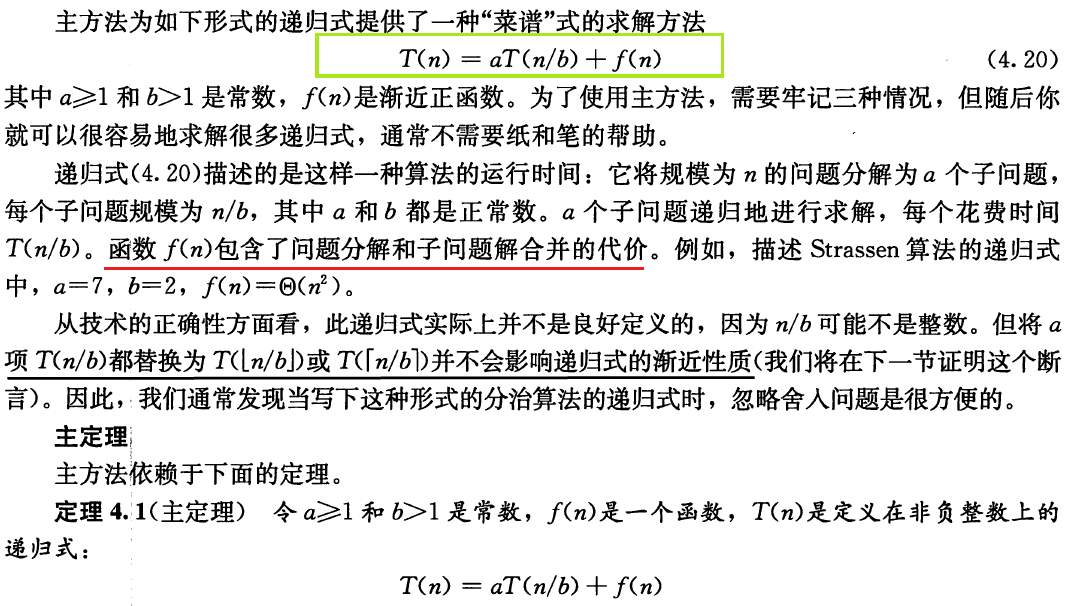 主方法为如下形式的递归式提供了一种“菜谱”式的求解方法
T(n) = aT(n/b) + f(n) (4.20)
其中 a≥1 和 b>1 是常数，f(n)是渐近正函数。为了使用主方法，需要牢记三种情况，但随后你
就可以很容易地求解很多递归式，通常不需要纸和笔的帮助。
递归式(4.20)描述的是这样一种算法的运行时间：它将规模为 n 的问题分解为 a 个子问题，
每个子问题规模为 n/b，其中 a 和 b 都是正常数。a 个子问题递归地进行求解，每个花费时间
T(n/b)。函数 f(n)包含了问题分解和子问题解合并的代价。例如，描述 Strassen 算法的递归式
中，a=7，b=2，f(n)=Θ(n²)。
从技术的正确性方面看，此递归式实际上并不是良好定义的，因为 n/b 可能不是整数。但将 a
项 T(n/b)都替换为 T(⌊n/b⌋)或 T(⌈n/b⌉)并不会影响递归式的渐近性质(我们将在下一节证明这个断
言)。因此，我们通常发现当写下这种形式的分治算法的递归式时，忽略舍入问题是很方便的。
主定理
主方法依赖于下面的定理。
定理 4.1(主定理) 令 a≥1 和 b>1 是常数，f(n)是一个函数，T(n)是定义在非负整数上的
递归式：
T(n) = aT(n/b) + f(n)